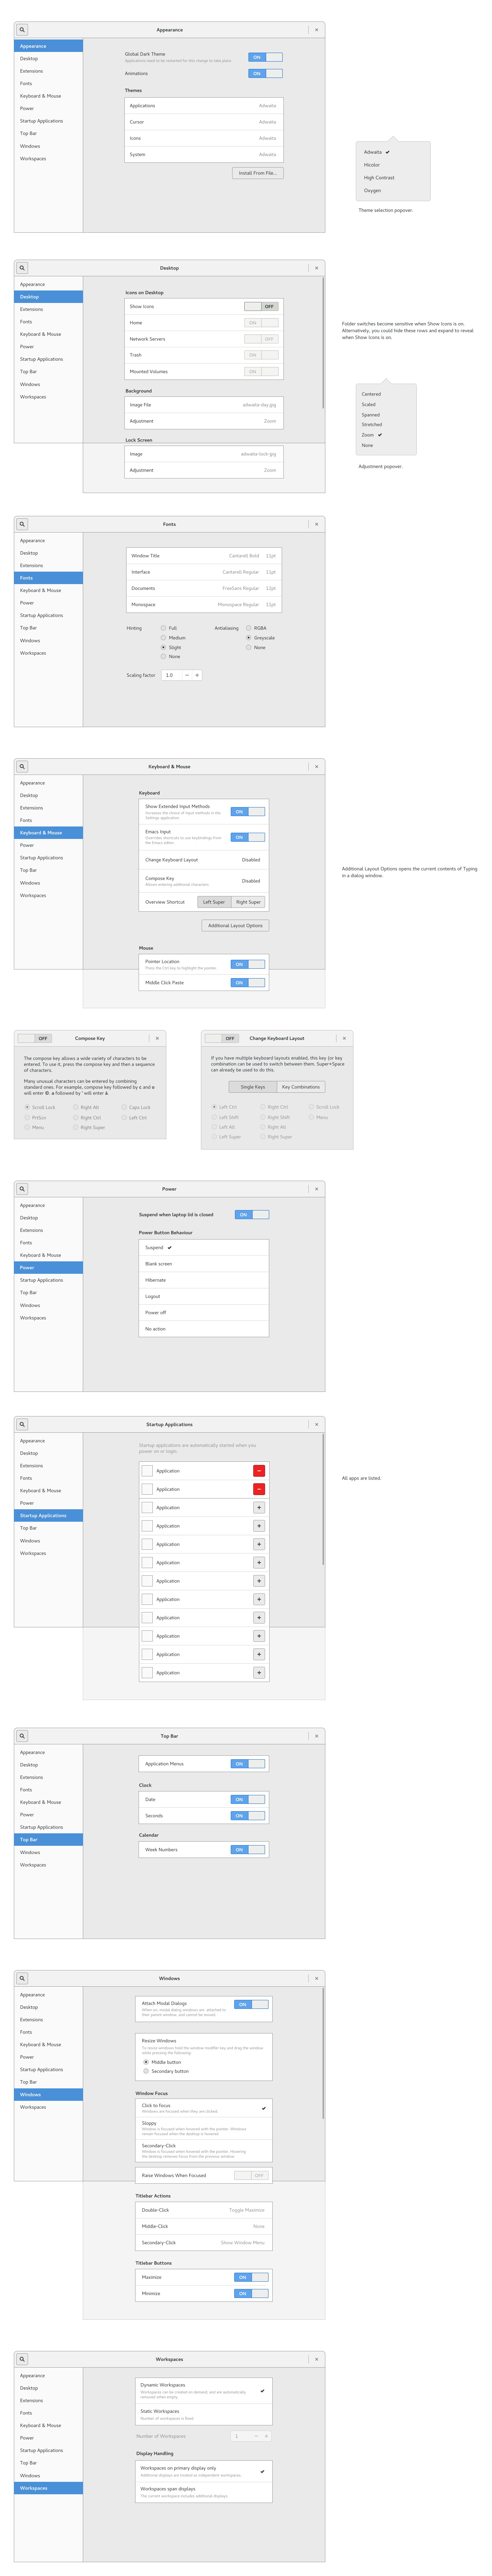 Appearance
Appearance
Desktop
Extensions
Fonts
Keyboard & Mouse
Power
Startup Applications
Top Bar
Windows
Workspaces
Global Dark Theme ON
Applications need to be restarted for this change to take place
Animations ON
Themes
Applications Adwaita
Cursor Adwaita
Icons Adwaita
System Adwaita
Install From File...
Adwaita
Hicolor
High Contrast
Oxygen
Theme selection popover.
Desktop
Appearance
Desktop
Extensions
Fonts
Keyboard & Mouse
Power
Startup Applications
Top Bar
Windows
Workspaces
Icons on Desktop
Show Icons OFF
Home ON
Network Servers OFF
Trash ON
Mounted Volumes ON
Background
Image File adwaita-day.jpg
Adjustment Zoom
Lock Screen
Image adwaita-lock-jpg
Adjustment Zoom
Folder switches become sensitive when Show Icons is on.
Alternatively, you could hide these rows and expand to reveal
when Show Icons is on.
Centered
Scaled
Spanned
Stretched
Zoom
None
Adjustment popover.
Fonts
Appearance
Desktop
Extensions
Fonts
Keyboard & Mouse
Power
Startup Applications
Top Bar
Windows
Workspaces
Window Title Cantarell Bold 11pt
Interface Cantarell Regular 11pt
Documents FreeSans Regular 11pt
Monospace Monospace Regular 11pt
Hinting Full Antialiasing RGBA
Medium Greyscale
Slight None
None
Scaling factor 1.0 − +
Keyboard & Mouse
Appearance
Desktop
Extensions
Fonts
Keyboard & Mouse
Power
Startup Applications
Top Bar
Windows
Workspaces
Keyboard
Show Extended Input Methods ON
Increases the choice of input methods in the
Settings application.
Emacs Input ON
Overrides shortcuts to use keybindings from
the Emacs editor.
Change Keyboard Layout Disabled
Compose Key Disabled
Allows entering additional characters.
Overview Shortcut Left Super Right Super
Additional Layout Options
Mouse
Pointer Location ON
Press the Ctrl key to highlight the pointer.
Middle Click Paste ON
Additional Layout Options opens the current contents of Typing
in a dialog window.
OFF Compose Key
The compose key allows a wide variety of characters to be
entered. To use it, press the compose key and then a sequence
of characters.
Many unusual characters can be entered by combining
standard ones. For example, compose key followed by c and o
will enter ©, a followed by ' will enter á.
Scroll Lock Right Alt Caps Lock
PrtScn Right Ctrl Left Ctrl
Menu Right Super
OFF Change Keyboard Layout
If you have multiple keyboard layouts enabled, this key (or key
combination can be used to switch between them. Super+Space
can already be used to do this.
Single Keys Key Combinations
Left Ctrl Right Ctrl Scroll Lock
Left Shift Right Shift Menu
Left Alt Right Alt
Left Super Right Super
Power
Appearance
Desktop
Extensions
Fonts
Keyboard & Mouse
Power
Startup Applications
Top Bar
Windows
Workspaces
Suspend when laptop lid is closed ON
Power Button Behaviour
Suspend
Blank screen
Hibernate
Logout
Power off
No action
Startup Applications
Appearance
Desktop
Extensions
Fonts
Keyboard & Mouse
Power
Startup Applications
Top Bar
Windows
Workspaces
Startup applications are automatically started when you
power on or login.
Application −
Application −
Application +
Application +
Application +
Application +
Application +
Application +
Application +
Application +
Application +
Application +
All apps are listed.
Top Bar
Appearance
Desktop
Extensions
Fonts
Keyboard & Mouse
Power
Startup Applications
Top Bar
Windows
Workspaces
Application Menus ON
Clock
Date ON
Seconds ON
Calendar
Week Numbers ON
Windows
Appearance
Desktop
Extensions
Fonts
Keyboard & Mouse
Power
Startup Applications
Top Bar
Windows
Workspaces
Attach Modal Dialogs ON
When on, modal dialog windows are attached to
their parent window, and cannot be moved.
Resize Windows
To resize windows hold the window modifier key and drag the window
while pressing the following:
Middle button
Secondary button
Window Focus
Click to focus
Windows are focused when they are clicked.
Sloppy
Window is focused when hovered with the pointer. Windows
remain focused when the desktop is hovered.
Secondary-Click
Window is focused when hovered with the pointer. Hovering
the desktop removes focus from the previous window.
Raise Windows When Focused OFF
Titlebar Actions
Double-Click Toggle Maximize
Middle-Click None
Secondary-Click Show Window Menu
Titlebar Buttons
Maximize ON
Minimize ON
Workspaces
Appearance
Desktop
Extensions
Fonts
Keyboard & Mouse
Power
Startup Applications
Top Bar
Windows
Workspaces
Dynamic Workspaces
Workspaces can be created on demand, and are automatically
removed when empty.
Static Workspaces
Number of workspaces is fixed.
Number of Workspaces 1 − +
Display Handling
Workspaces on primary display only
Additional displays are treated as independent workspaces.
Workspaces span displays
The current workspace includes additional displays.